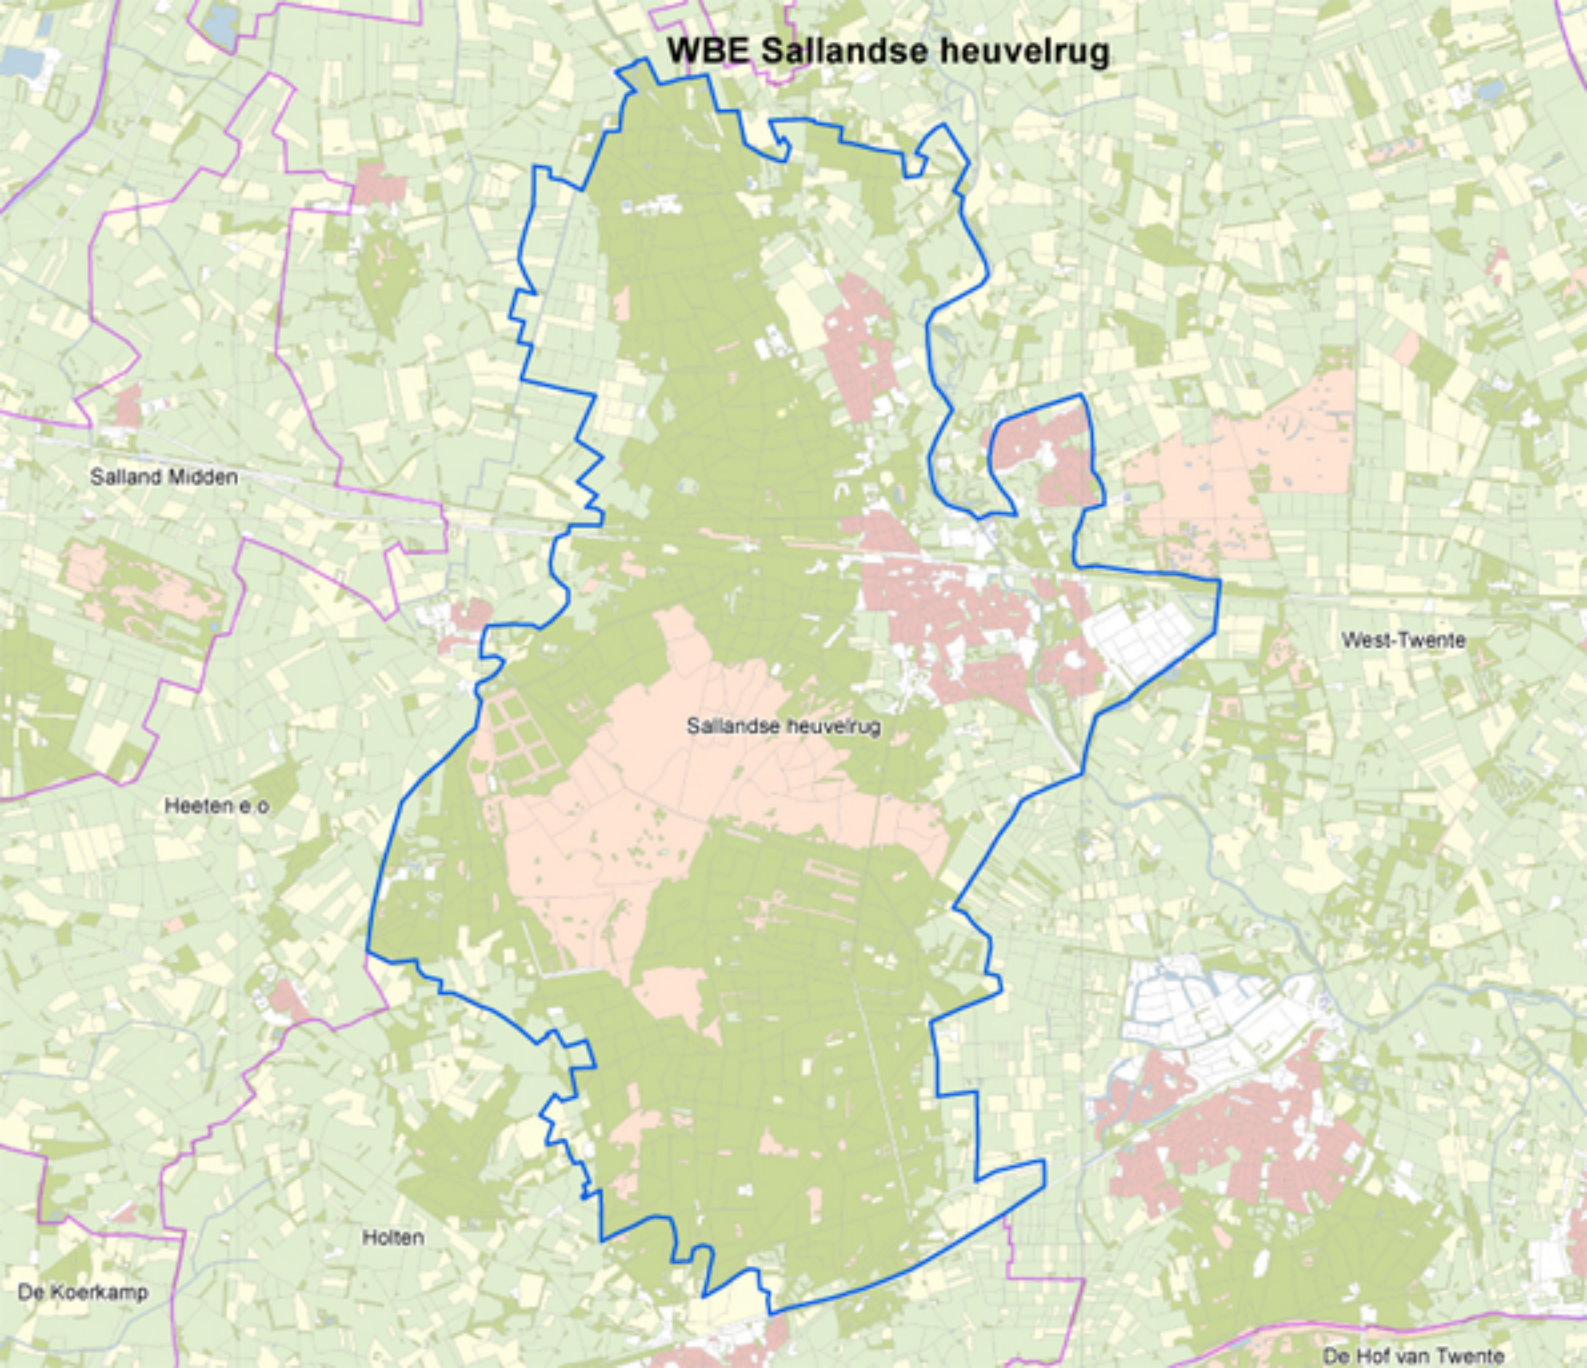 WBE Sallandse heuvelrug
Salland Midden
West-Twente
Sallandse heuvelrug
Heeten e.o
Holten
De Koerkamp
De Hof van Twente